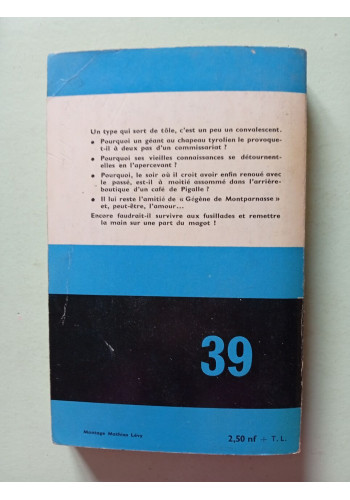 Un type qui sort de tôle, c'est un peu un convalescent.
• Pourquoi un géant au chapeau tyrolien le provoque-
t-il à deux pas d'un commissariat ?
• Pourquoi ses vieilles connaissances se détournent-
elles en l'apercevant ?
• Pourquoi, le soir où il croit avoir enfin renoué avec
le passé, est-il à moitié assommé dans l'arrière-
boutique d'un café de Pigalle ?
• Il lui reste l'amitié de « Gégène de Montparnasse »
et, peut-être, l'amour...
Encore faudrait-il survivre aux fusillades et remettre
la main sur une part du magot !
39
Montage Mathieu Lévy
2,50 nf + T. L.